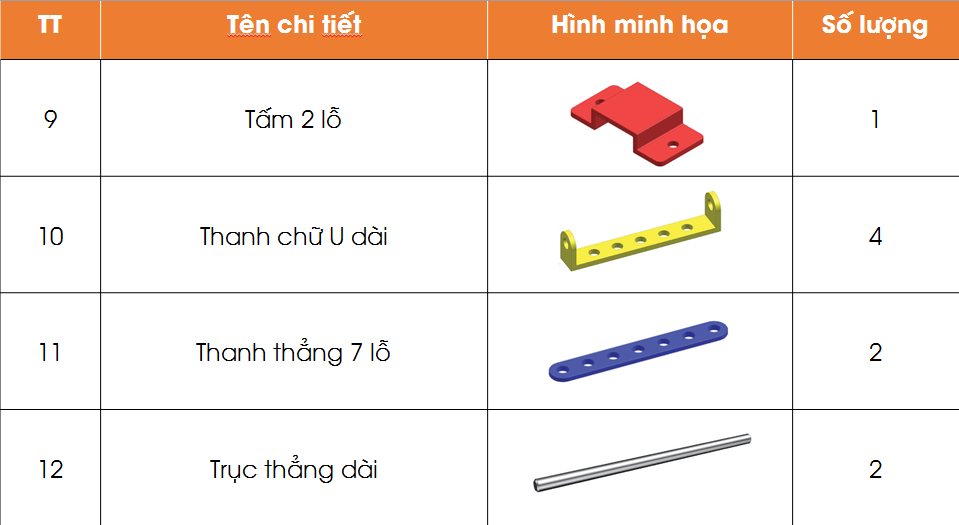 TT Tên chi tiết Hình minh họa Số lượng
9 Tấm 2 lỗ 1
10 Thanh chữ U dài 4
11 Thanh thẳng 7 lỗ 2
12 Trục thẳng dài 2